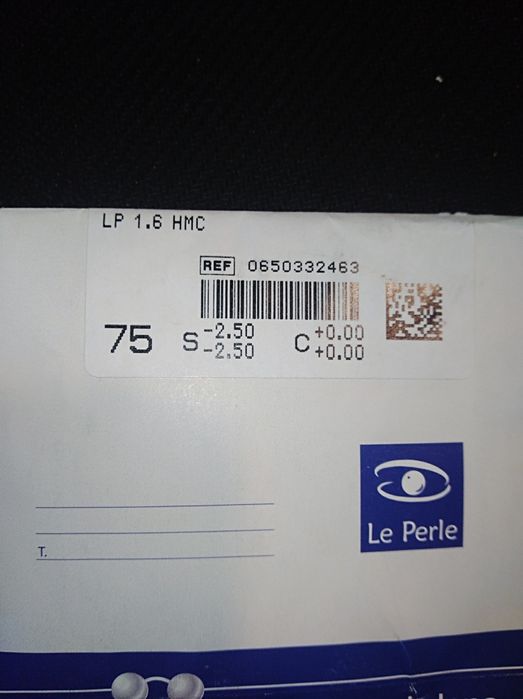 LP 1.6 HMC
REF 0650332463
75 S -2.50 C +0.00
-2.50 +0.00
Le Perle
T.